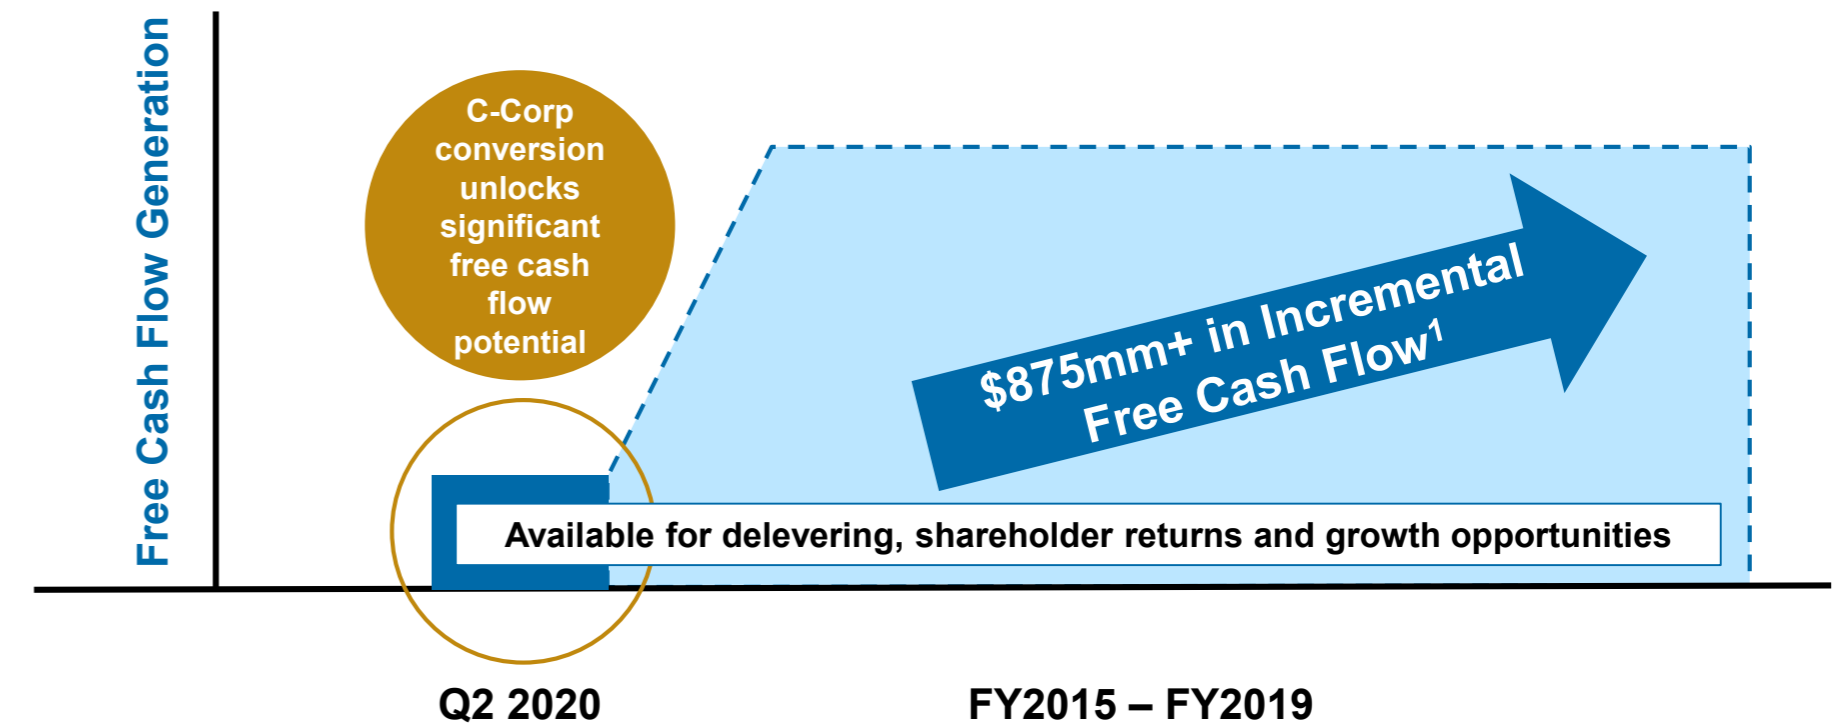 Free Cash Flow Generation
C-Corp
conversion
unlocks
significant
free cash
flow
potential
$875mm+ in Incremental
Free Cash Flow¹
Available for delevering, shareholder returns and growth opportunities
Q2 2020
FY2015 – FY2019